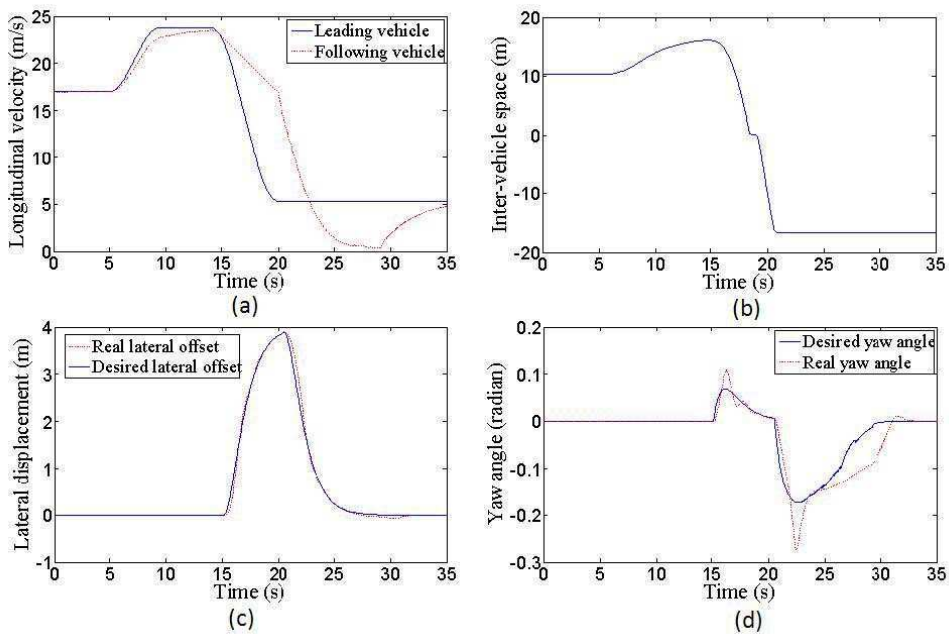 25
20
15
10
5
0
Longitudinal velocity (m/s)
Leading vehicle
Following vehicle
0 5 10 15 20 25 30 35
Time (s)
(a)
20
10
0
-10
-20
Inter-vehicle space (m)
0 5 10 15 20 25 30 35
Time (s)
(b)
4
3
2
1
0
-1
Lateral displacement (m)
Real lateral offset
Desired lateral offset
0 5 10 15 20 25 30 35
Time (s)
(c)
0.2
0.1
0
-0.1
-0.2
-0.3
Yaw angle (radian)
Desired yaw angle
Real yaw angle
0 5 10 15 20 25 30 35
Time (s)
(d)